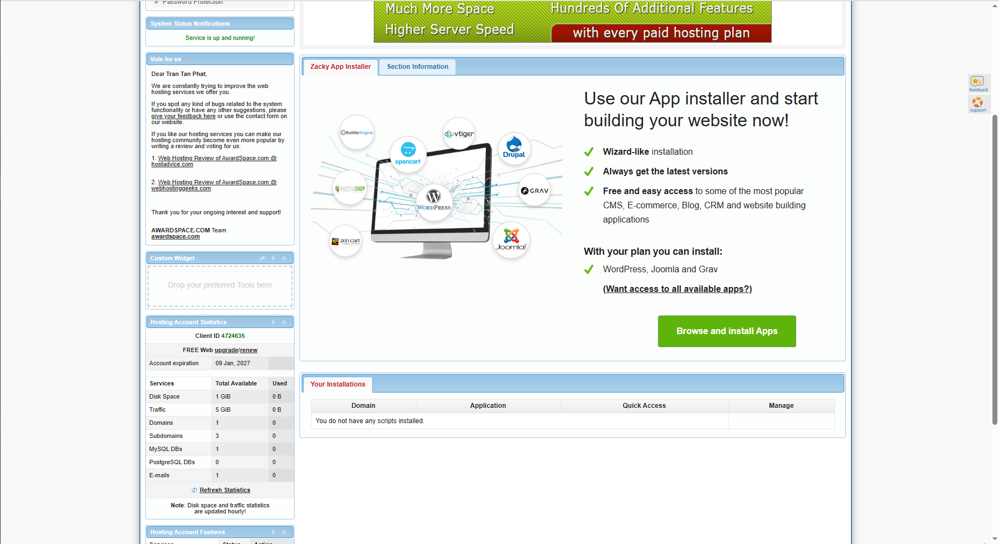 » Password Protection
System Status Notifications
Service is up and running!
Vote for us
Dear Tran Tan Phat,
We are constantly trying to improve the web
hosting services we offer you.
If you spot any kind of bugs related to the system
functionality or have any other suggestions, please
give your feedback here or use the contact form on
our website.
If you like our hosting services you can make our
hosting community become even more popular by
writing a review and voting for us:
1. Web Hosting Review of AwardSpace.com @
hostadvice.com
2. Web Hosting Review of AwardSpace.com @
webhostinggeeks.com
Thank you for your ongoing interest and support!
AWARDSPACE.COM Team
awardspace.com
Custom Widget
Drop your preferred Tools here
Hosting Account Statistics
Client ID 4724635
FREE Web upgrade/renew
Account expiration 09 Jan, 2027
Services Total Available Used
Disk Space 1 GiB 0 B
Traffic 5 GiB 0 B
Domains 1 0
Subdomains 3 0
MySQL DBs 1 0
PostgreSQL DBs 0 0
E-mails 1 0
Refresh Statistics
Note: Disk space and traffic statistics
are updated hourly!
Hosting Account Features
Services Status Action
Much More Space
Higher Server Speed
Hundreds Of Additional Features
with every paid hosting plan
Zacky App Installer Section Information
BuilderEngine
vtiger
opencart
Drupal
PRESTASHOP
GRAV
WORDPRESS
zen cart
Joomla!
Use our App installer and start
building your website now!
Wizard-like installation
Always get the latest versions
Free and easy access to some of the most popular
CMS, E-commerce, Blog, CRM and website building
applications
With your plan you can install:
WordPress, Joomla and Grav
(Want access to all available apps?)
Browse and install Apps
Your Installations
Domain Application Quick Access Manage
You do not have any scripts installed.
feedback
support